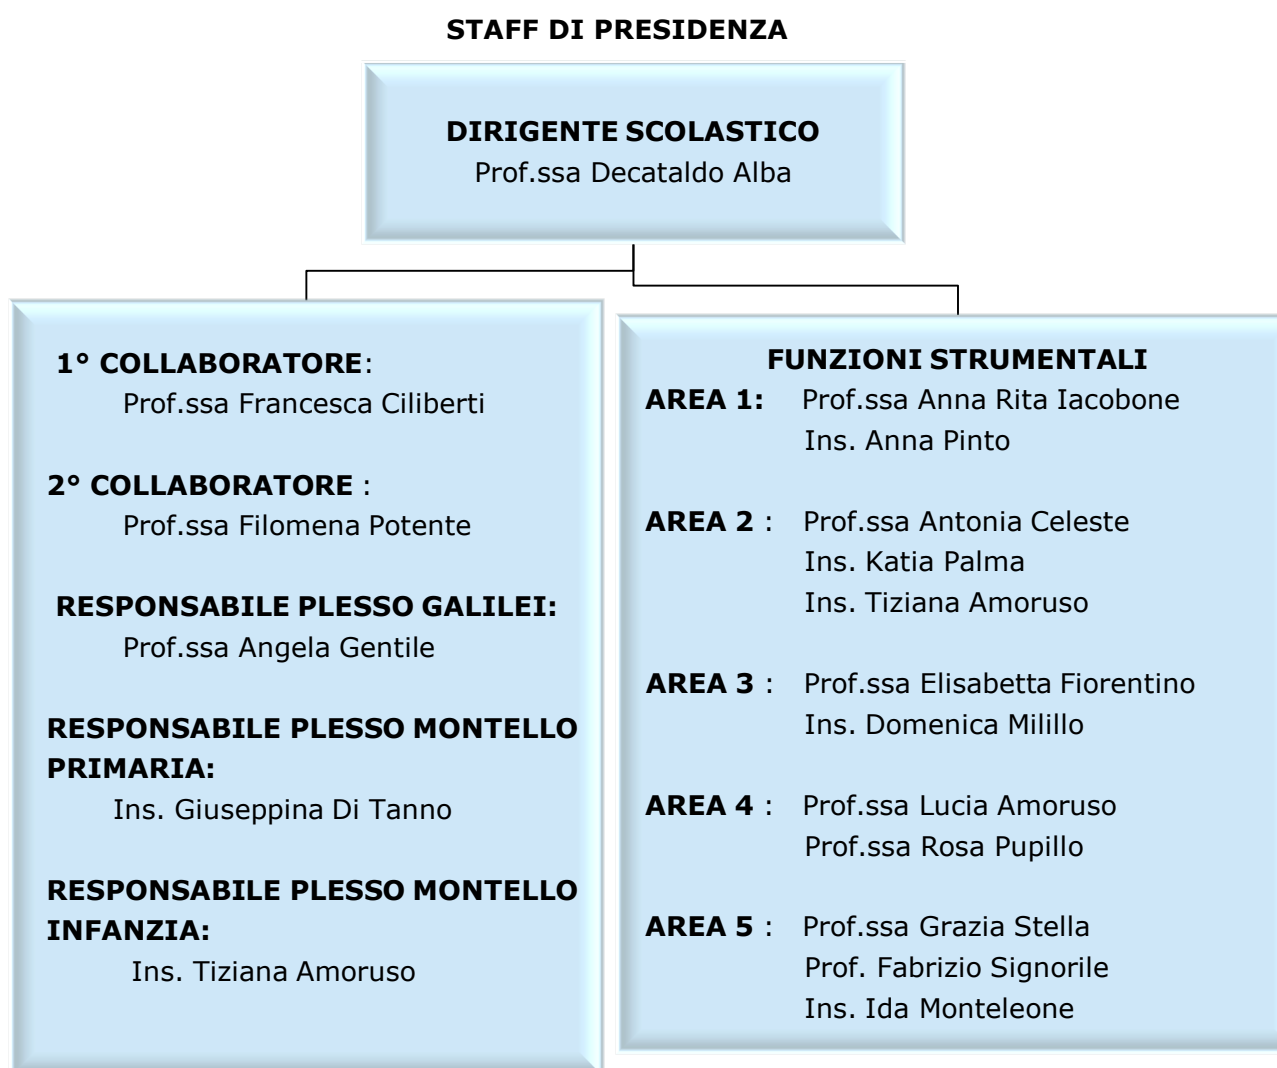 STAFF DI PRESIDENZA
DIRIGENTE SCOLASTICO
Prof.ssa Decataldo Alba
1° COLLABORATORE:
Prof.ssa Francesca Ciliberti
2° COLLABORATORE :
Prof.ssa Filomena Potente
RESPONSABILE PLESSO GALILEI:
Prof.ssa Angela Gentile
RESPONSABILE PLESSO MONTELLO
PRIMARIA:
Ins. Giuseppina Di Tanno
RESPONSABILE PLESSO MONTELLO
INFANZIA:
Ins. Tiziana Amoruso
FUNZIONI STRUMENTALI
AREA 1: Prof.ssa Anna Rita Iacobone
Ins. Anna Pinto
AREA 2 : Prof.ssa Antonia Celeste
Ins. Katia Palma
Ins. Tiziana Amoruso
AREA 3 : Prof.ssa Elisabetta Fiorentino
Ins. Domenica Milillo
AREA 4 : Prof.ssa Lucia Amoruso
Prof.ssa Rosa Pupillo
AREA 5 : Prof.ssa Grazia Stella
Prof. Fabrizio Signorile
Ins. Ida Monteleone